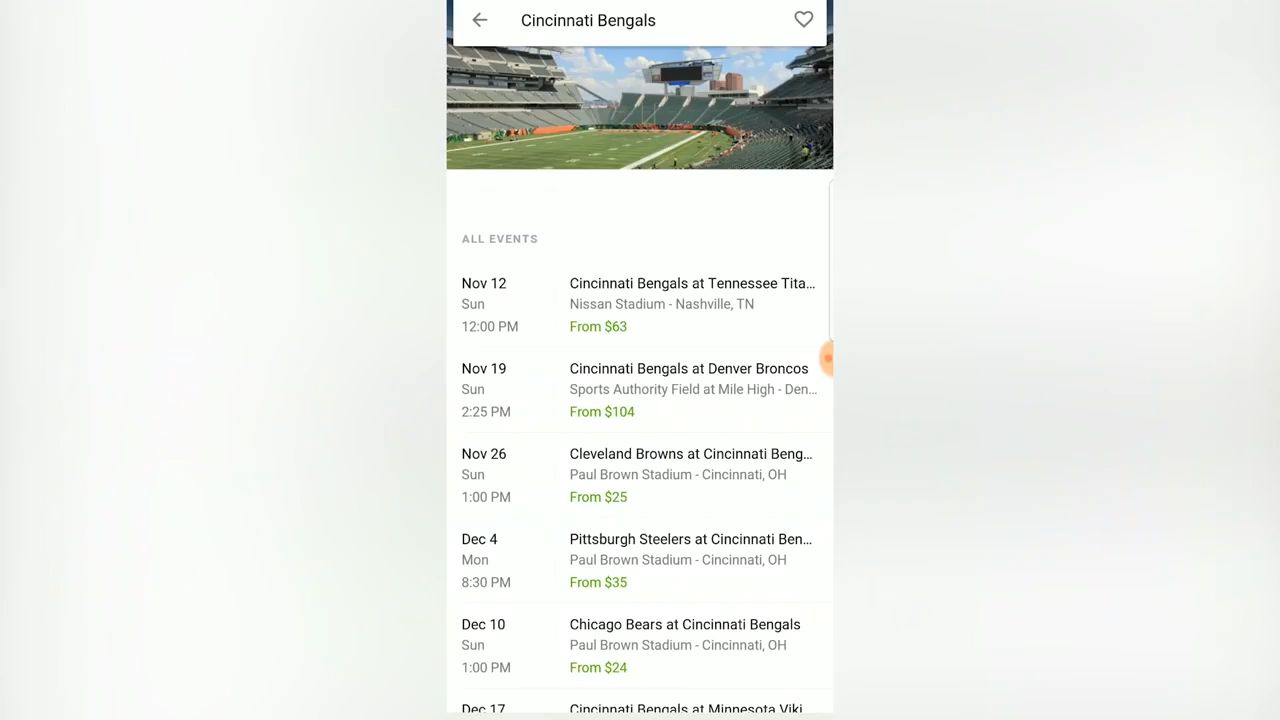 Cincinnati Bengals
ALL EVENTS
Nov 12
Cincinnati Bengals at Tennessee Tita...
Sun
Nissan Stadium - Nashville, TN
12:00 PM
From $63
Nov 19
Cincinnati Bengals at Denver Broncos
Sun
Sports Authority Field at Mile High - Den...
2:25 PM
From $104
Nov 26
Cleveland Browns at Cincinnati Beng...
Sun
Paul Brown Stadium - Cincinnati, OH
1:00 PM
From $25
Dec 4
Pittsburgh Steelers at Cincinnati Ben...
Mon
Paul Brown Stadium - Cincinnati, OH
8:30 PM
From $35
Dec 10
Chicago Bears at Cincinnati Bengals
Sun
Paul Brown Stadium - Cincinnati, OH
1:00 PM
From $24
Dec 17
Cincinnati Bengals at Minnesota Viki